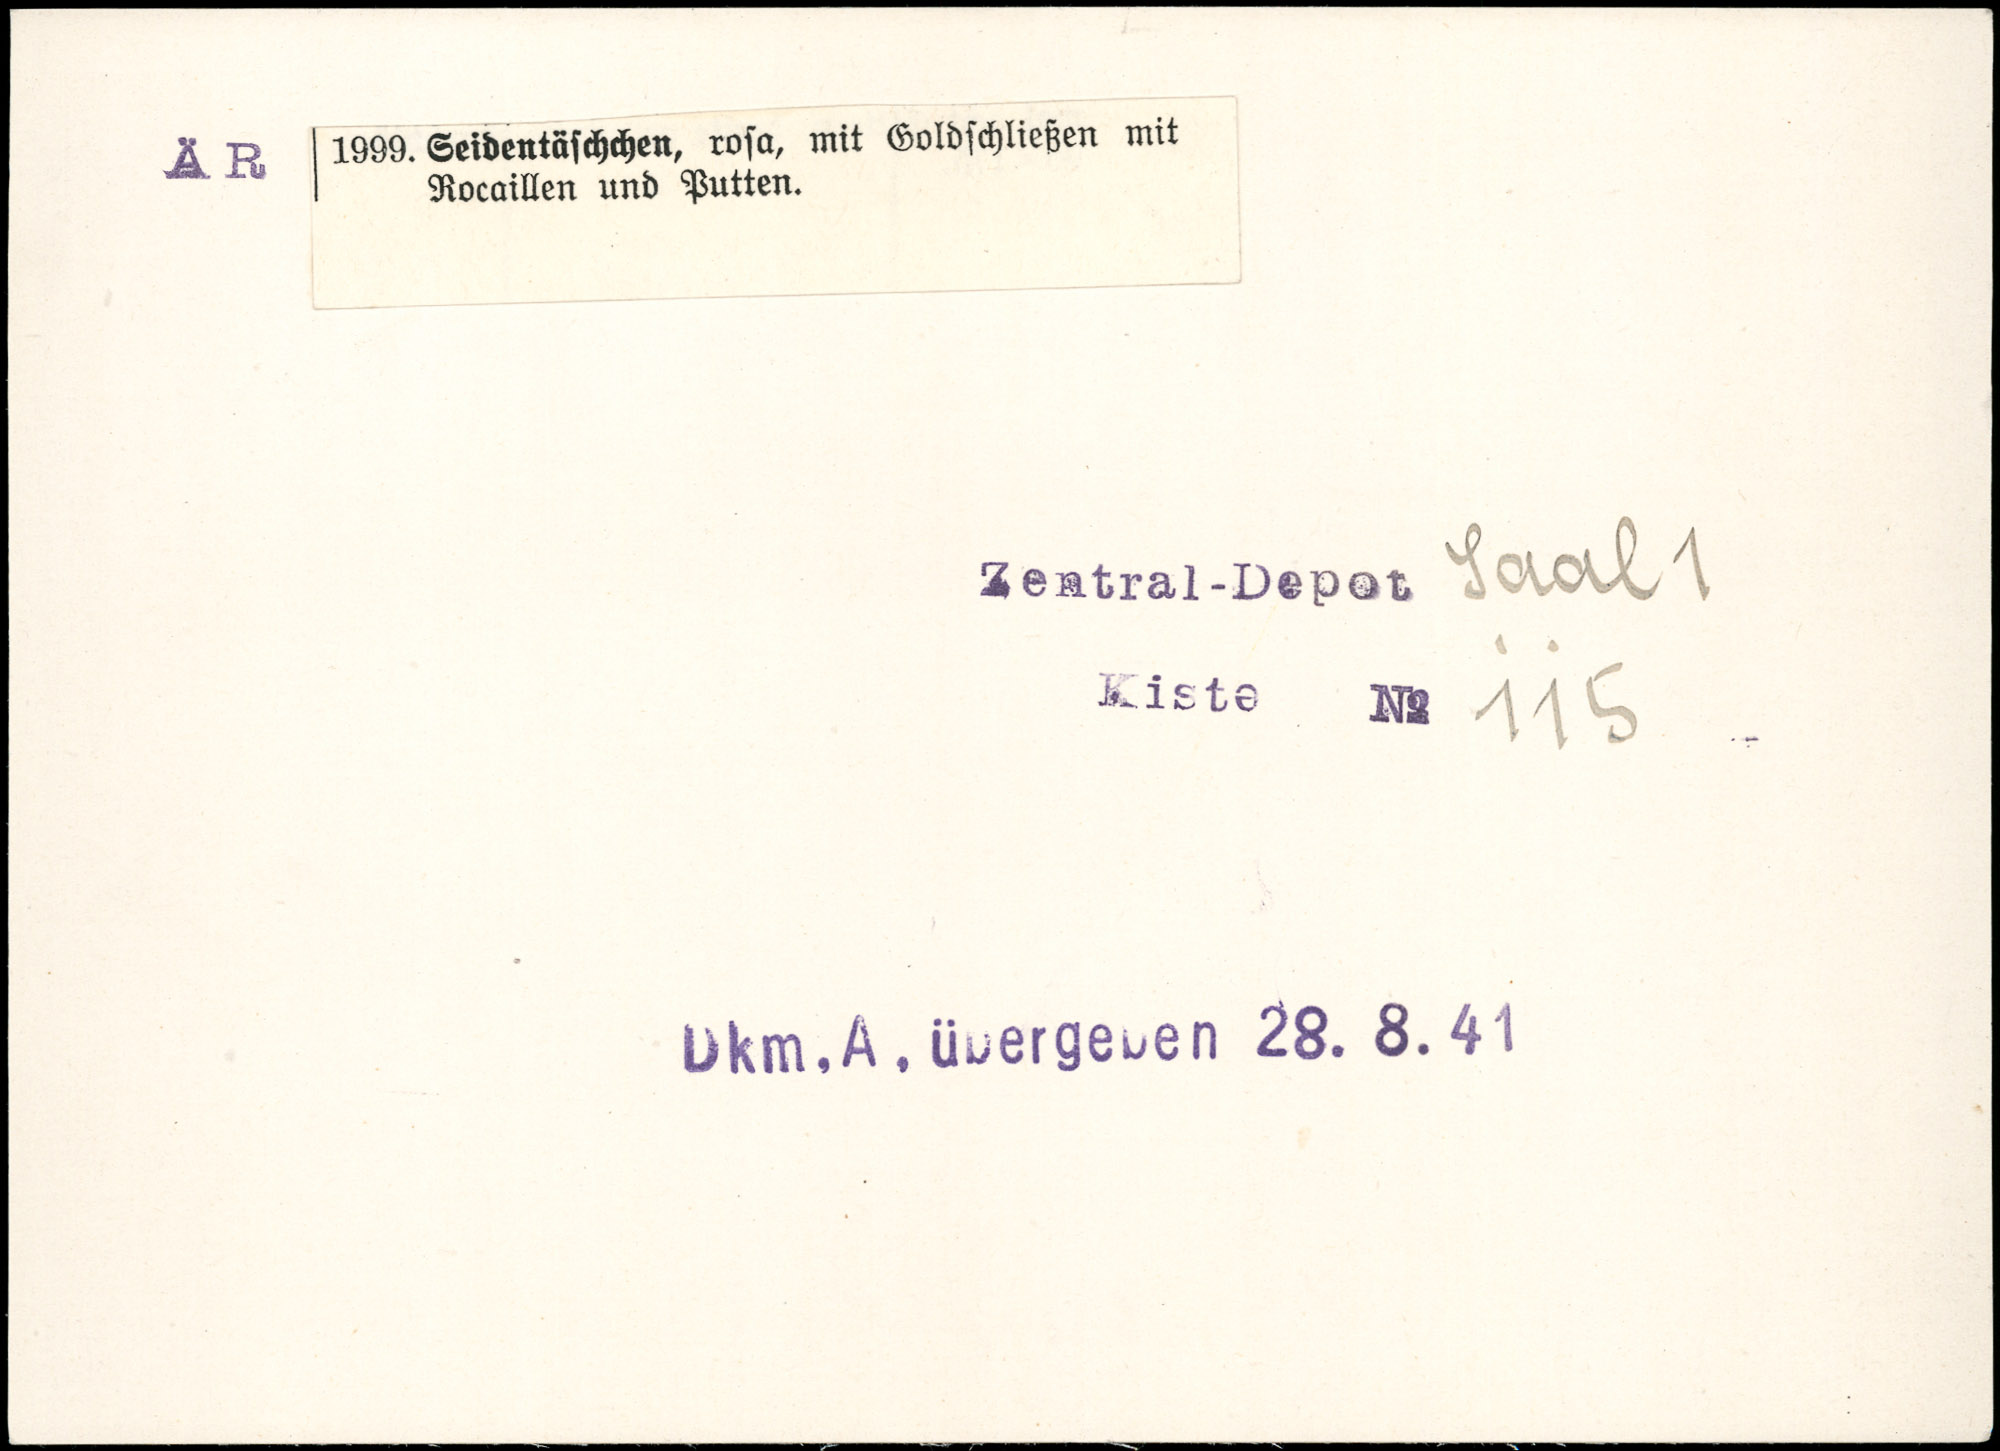 ÄR
1999. Seidentäſchchen, roſa, mit Goldſchließen mit
Rocaillen und Putten.
Zentral-Depot Saal 1
Kiste № 115
Dkm.A. übergeben 28. 8. 41